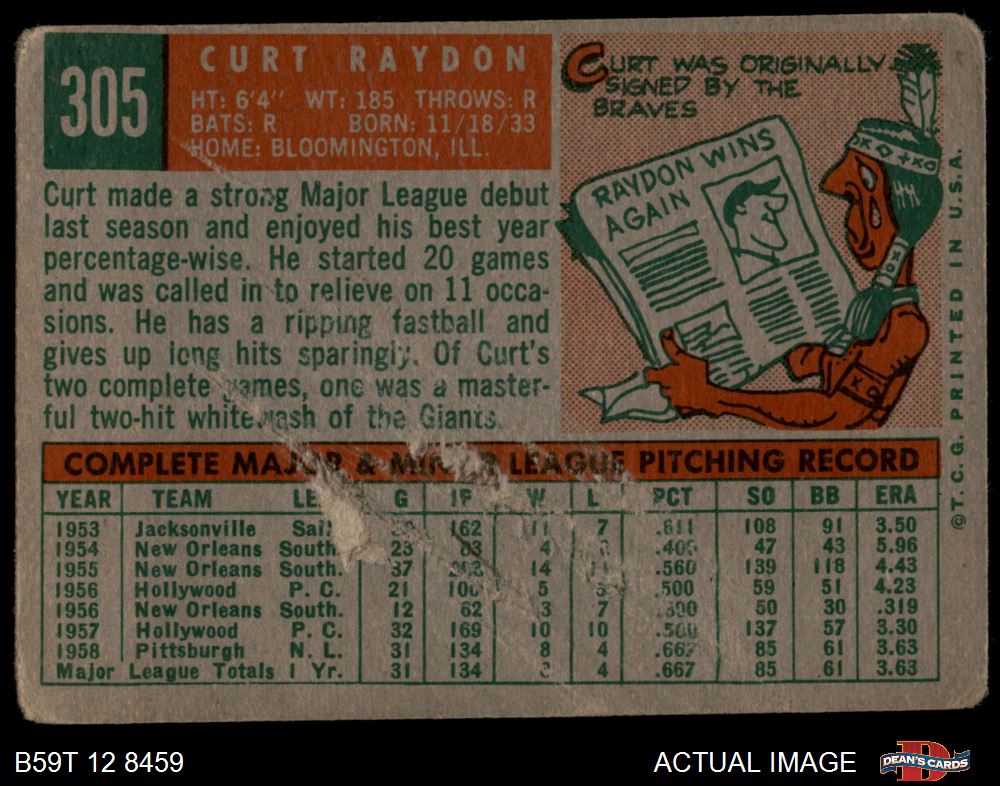 305
CURT RAYDON
HT: 6'4" WT: 185 THROWS: R
BATS: R BORN: 11/18/33
HOME: BLOOMINGTON, ILL.
CURT WAS ORIGINALLY
SIGNED BY THE
BRAVES
RAYDON WINS
AGAIN
Curt made a strong Major League debut
last season and enjoyed his best year
percentage-wise. He started 20 games
and was called in to relieve on 11 occa-
sions. He has a ripping fastball and
gives up long hits sparingly. Of Curt's
two complete games, one was a master-
ful two-hit whitewash of the Giants.
COMPLETE MAJOR & MINOR LEAGUE PITCHING RECORD
YEAR TEAM LEA G IP W L PCT SO BB ERA
1953 Jacksonville Sall 162 11 7 .611 108 91 3.50
1954 New Orleans South. 23 83 4 .400 47 43 5.96
1955 New Orleans South. 37 14 .560 139 118 4.43
1956 Hollywood P. C. 21 5 5 .500 59 51 4.23
1956 New Orleans South. 12 62 3 7 .300 50 30 .319
1957 Hollywood P. C. 32 169 10 10 .500 137 57 3.30
1958 Pittsburgh N. L. 31 134 8 4 .667 85 61 3.63
Major League Totals 1 Yr. 31 134 4 .667 85 61 3.63
© T. C. G. PRINTED IN U.S.A.
B59T 12 8459
ACTUAL IMAGE
D
DEAN'S CARDS